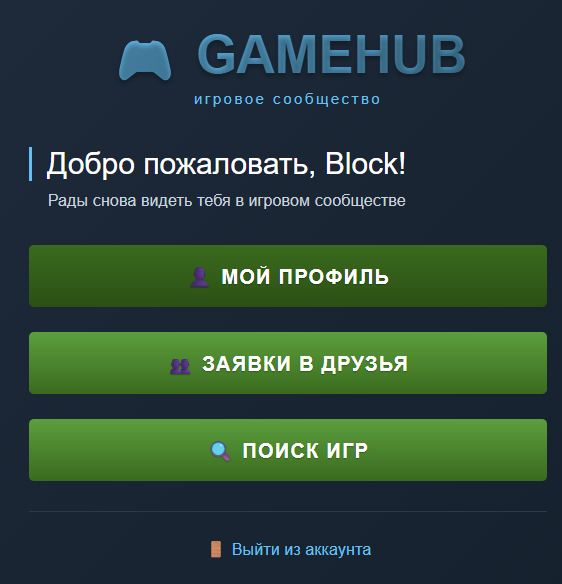 GAMEHUB
игровое сообщество
Добро пожаловать, Block!
Рады снова видеть тебя в игровом сообществе
МОЙ ПРОФИЛЬ
ЗАЯВКИ В ДРУЗЬЯ
ПОИСК ИГР
Выйти из аккаунта